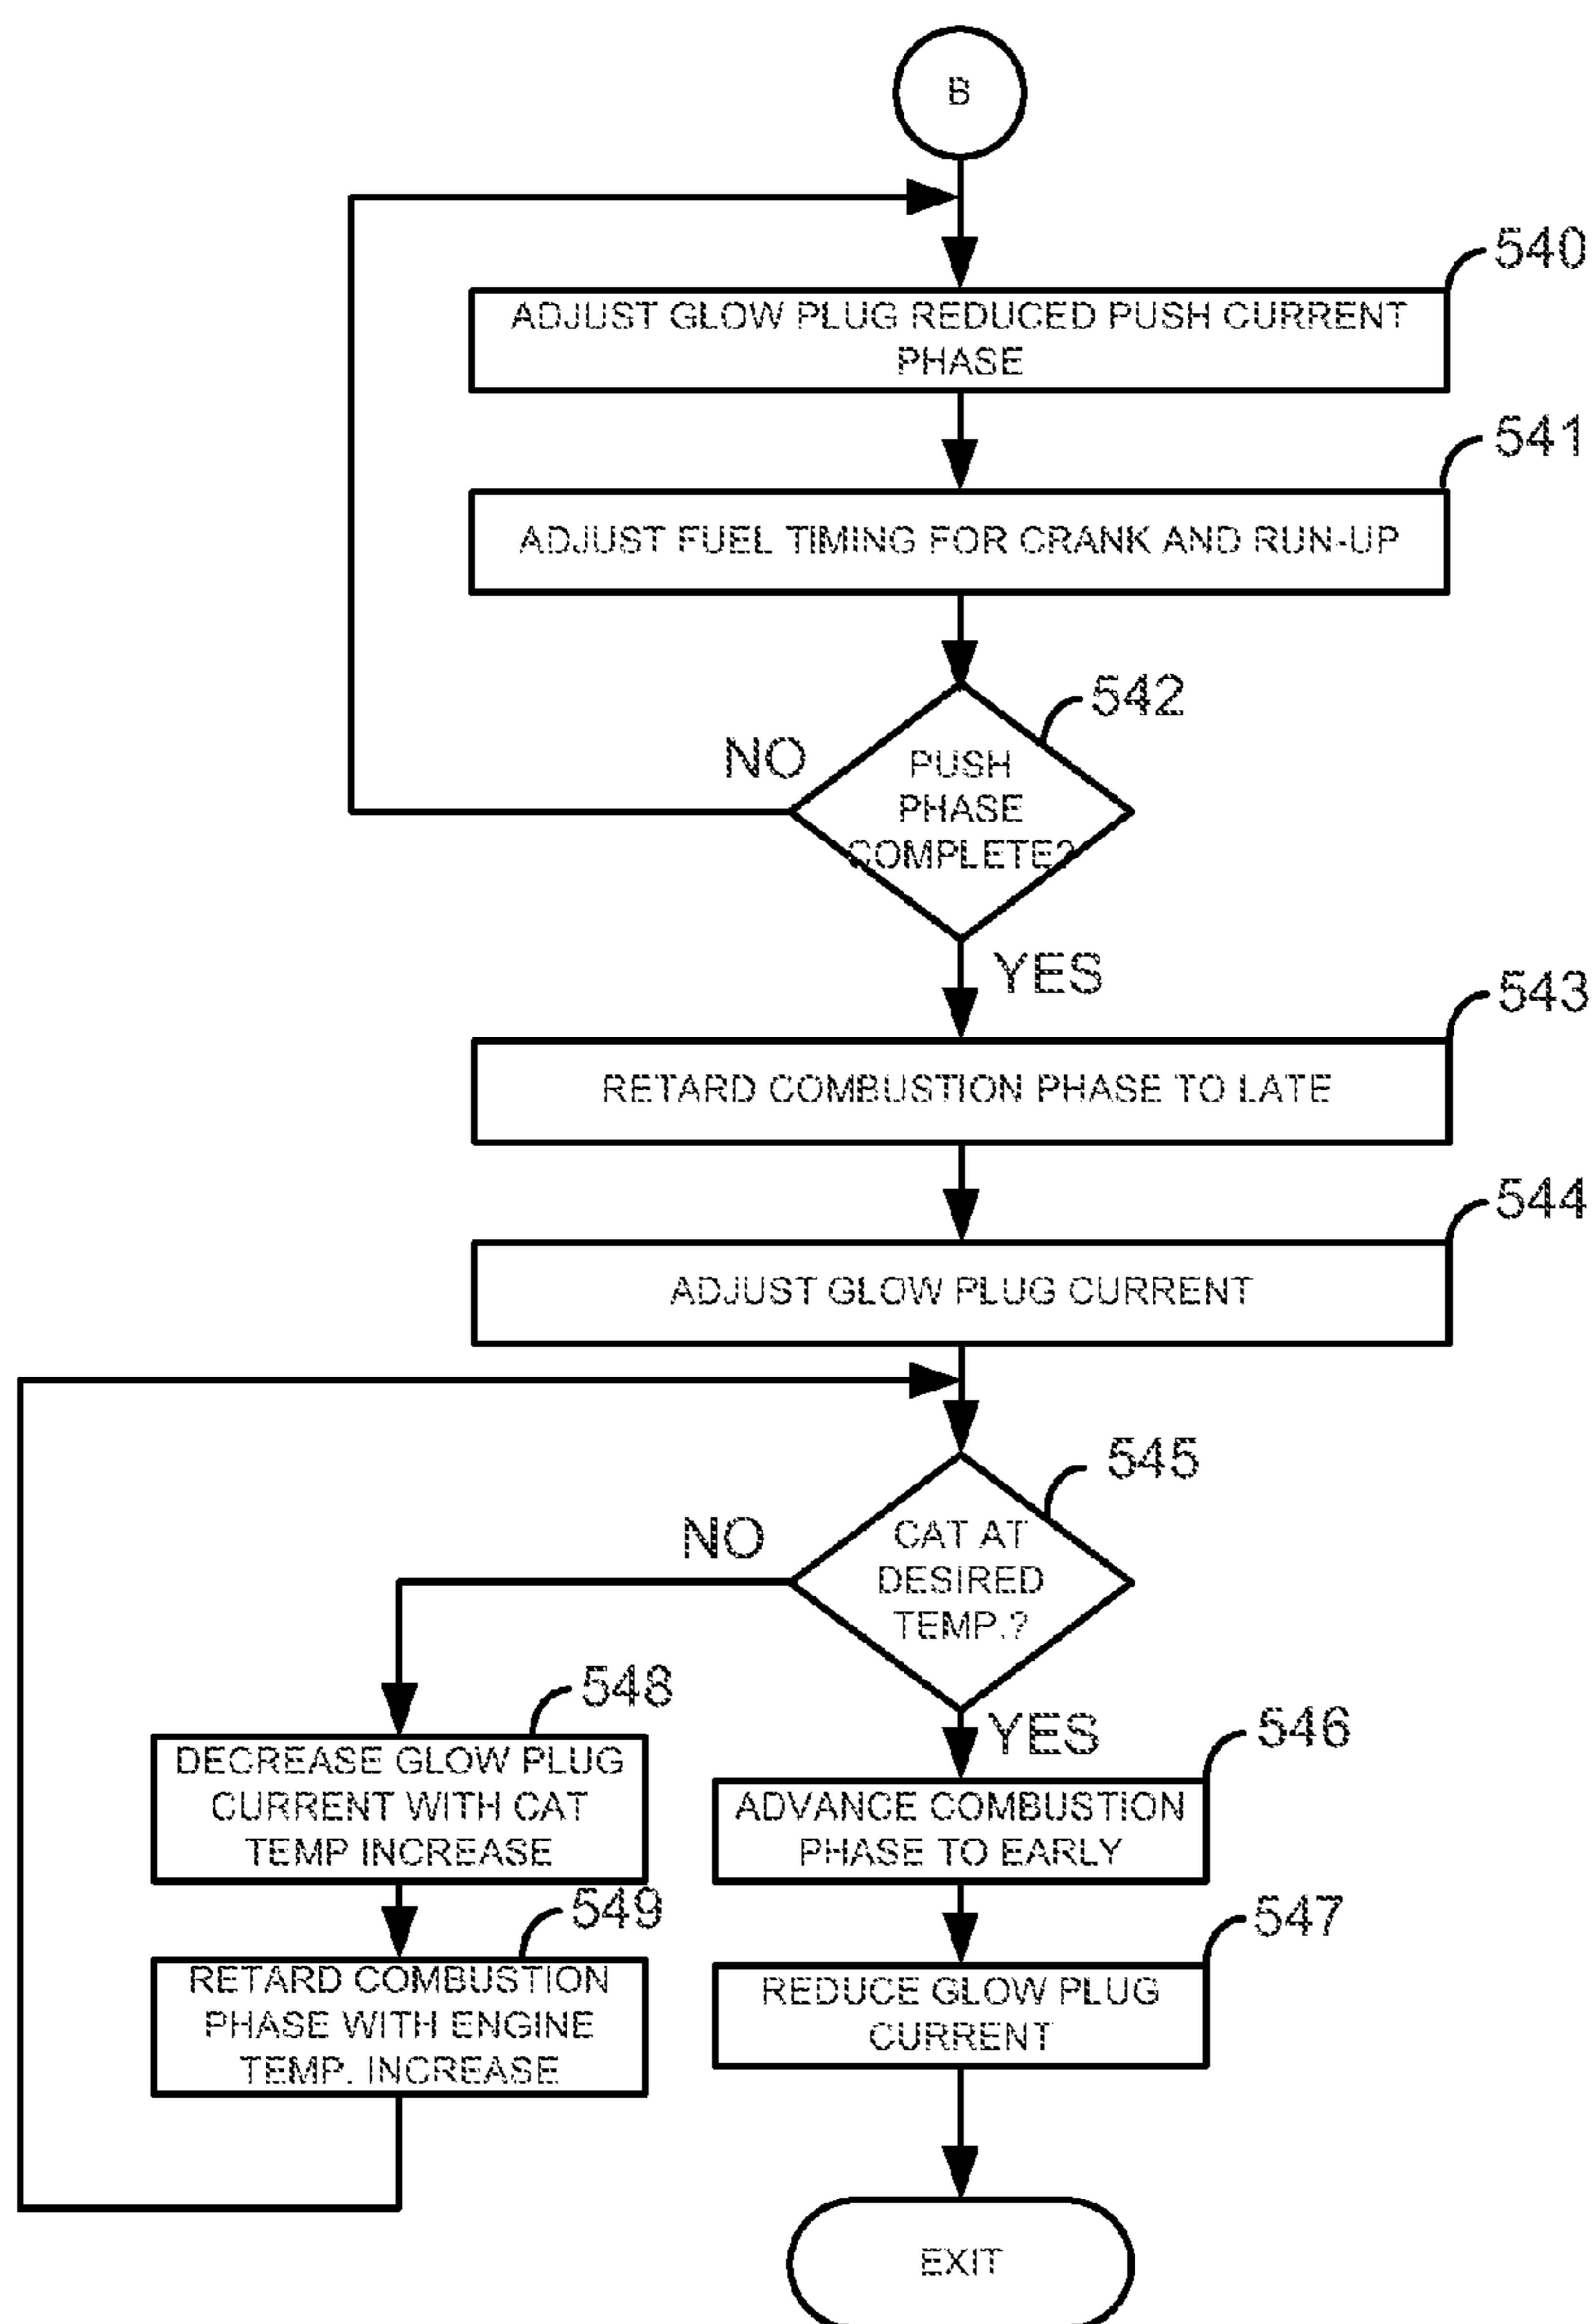 B
540
ADJUST GLOW PLUG REDUCED PUSH CURRENT
PHASE
541
ADJUST FUEL TIMING FOR CRANK AND RUN-UP
542
NO
PUSH
PHASE
COMPLETE?
YES
543
RETARD COMBUSTION PHASE TO LATE
544
ADJUST GLOW PLUG CURRENT
545
NO
CAT AT
DESIRED
TEMP.?
YES
548
DECREASE GLOW PLUG
CURRENT WITH CAT
TEMP INCREASE
546
ADVANCE COMBUSTION
PHASE TO EARLY
549
RETARD COMBUSTION
PHASE WITH ENGINE
TEMP. INCREASE
547
REDUCE GLOW PLUG
CURRENT
EXIT